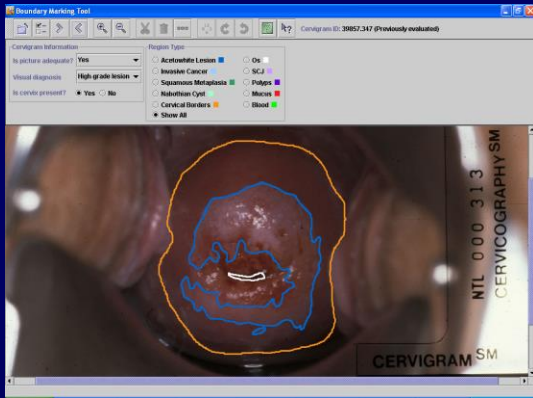 Boundary Marking Tool
Cervigram ID: 39857.347 (Previously evaluated)
Cervigram Information
Is picture adequate? Yes
Visual diagnosis High grade lesion
Is cervix present? Yes No
Region Type
Acetowhite Lesion Os
Invasive Cancer SCJ
Squamous Metaplasia Polyps
Nabothian Cyst Mucus
Cervical Borders Blood
Show All
NTL 000 313
CERVICOGRAPHY SM
CERVIGRAM SM